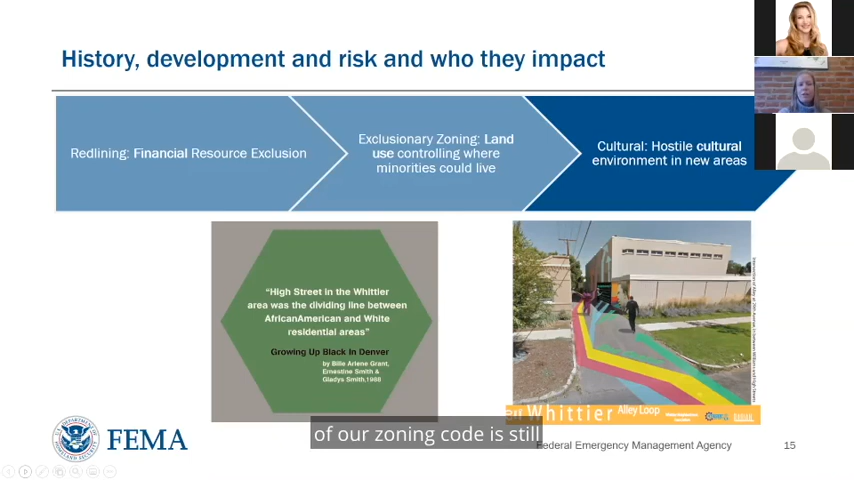 History, development and risk and who they impact
Redlining: Financial Resource Exclusion
Exclusionary Zoning: Land
use controlling where
minorities could live
Cultural: Hostile cultural
environment in new areas
“High Street in the Whittier
area was the dividing line between
AfricanAmerican and White
residential areas”
Growing Up Black In Denver
by Billie Arlene Grant,
Ernestine Smith &
Gladys Smith,1988
Whittier Alley Loop
of our zoning code is still
FEMA
Federal Emergency Management Agency
15